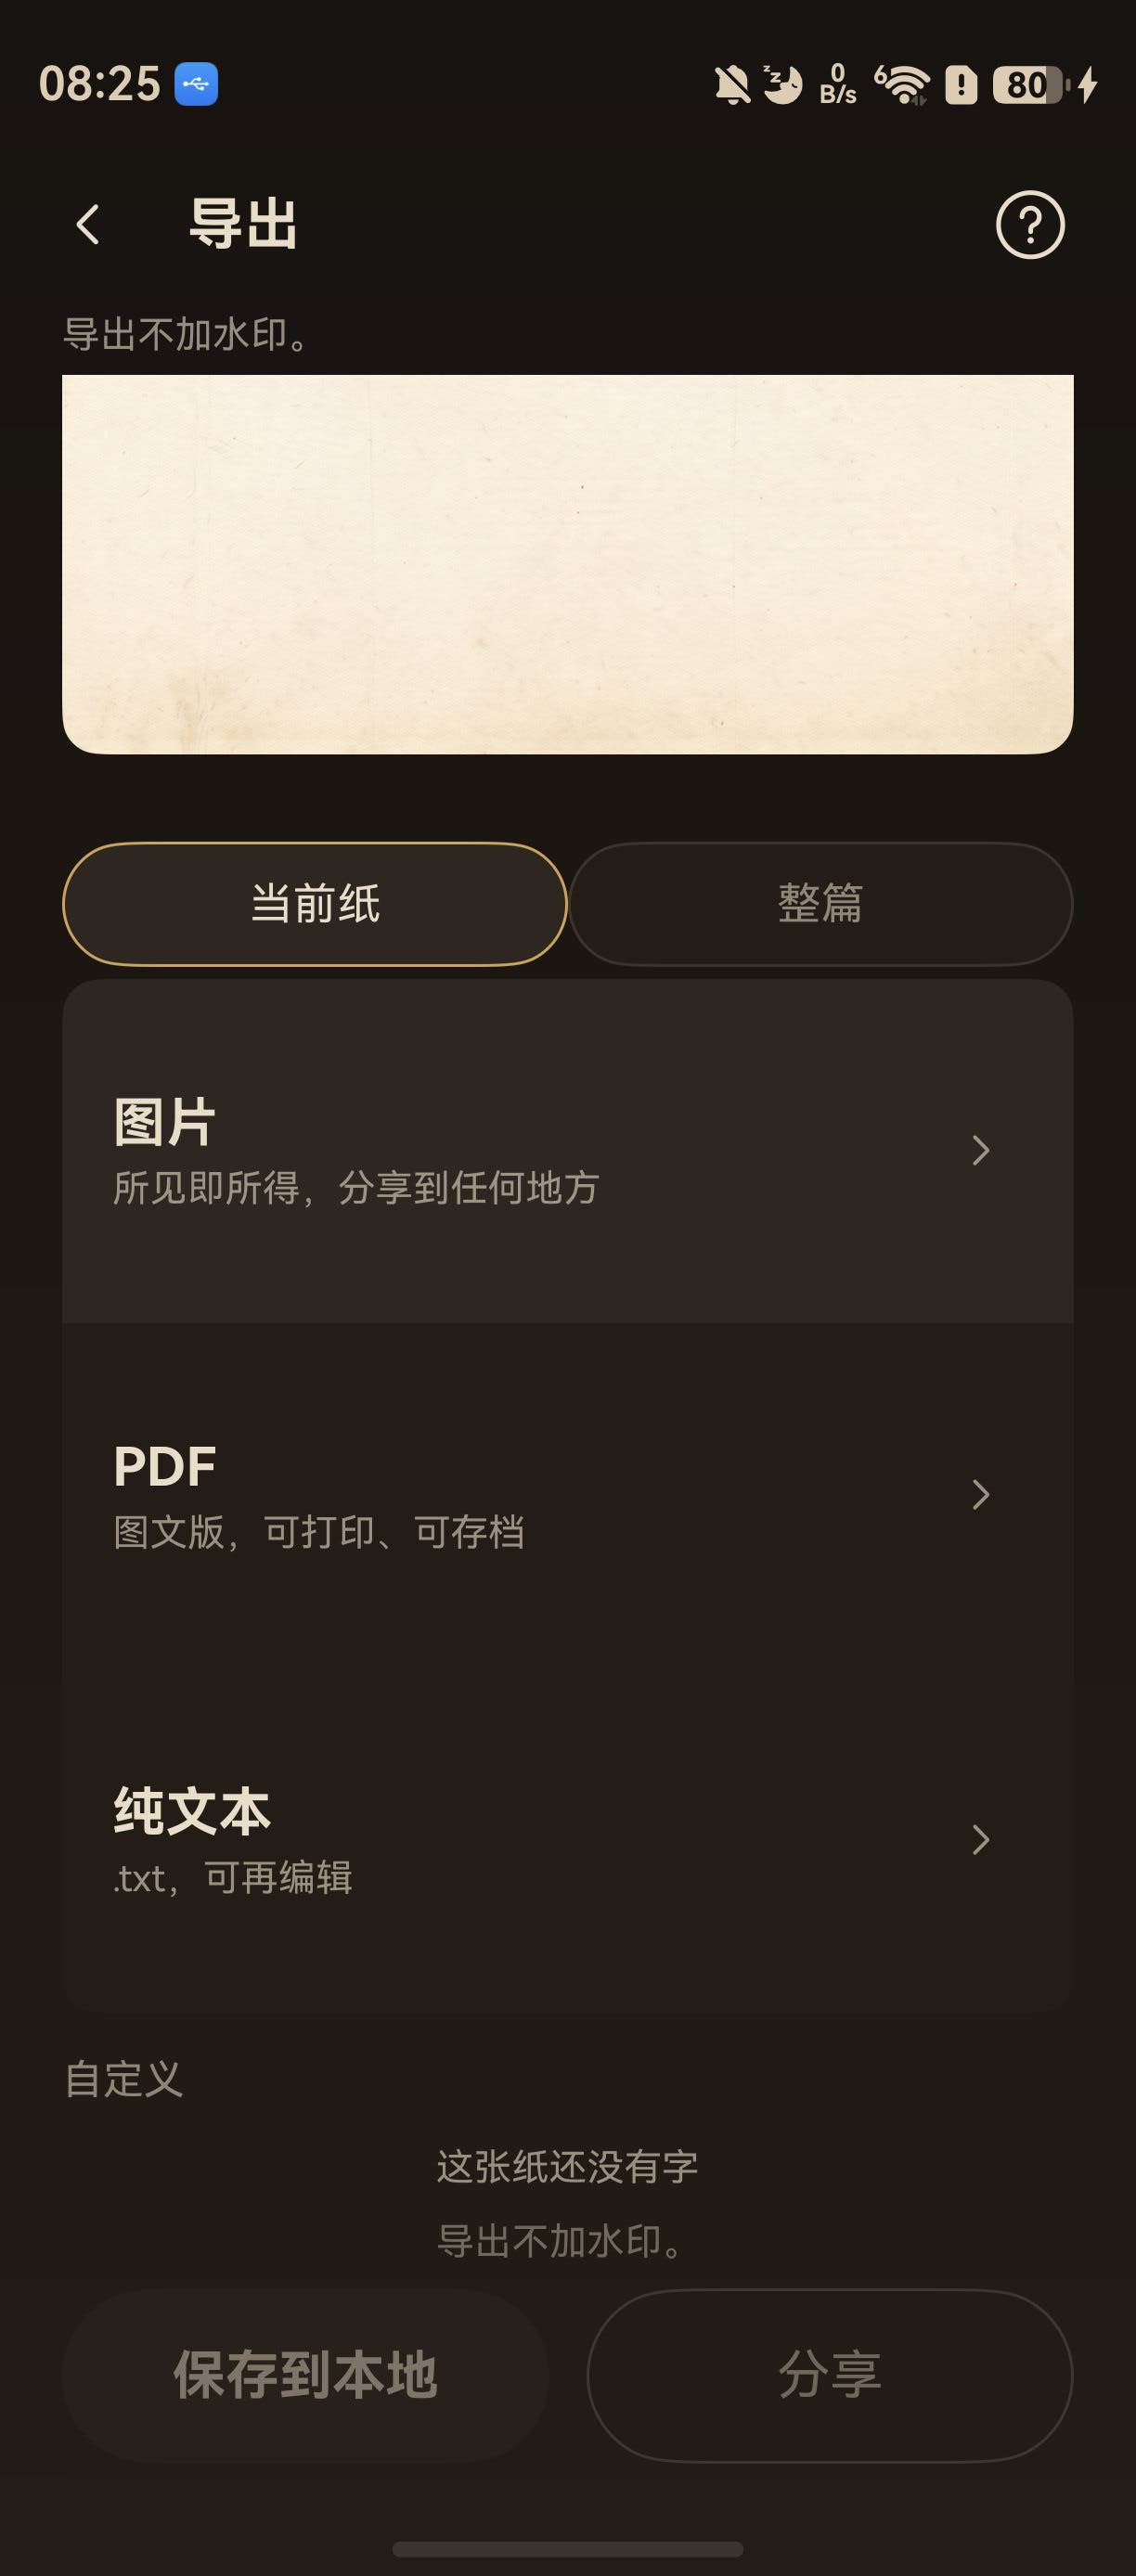 08:25
0
B/s
6
80
导出
导出不加水印。
当前纸
整篇
图片
所见即所得，分享到任何地方
PDF
图文版，可打印、可存档
纯文本
.txt，可再编辑
自定义
这张纸还没有字
导出不加水印。
保存到本地
分享